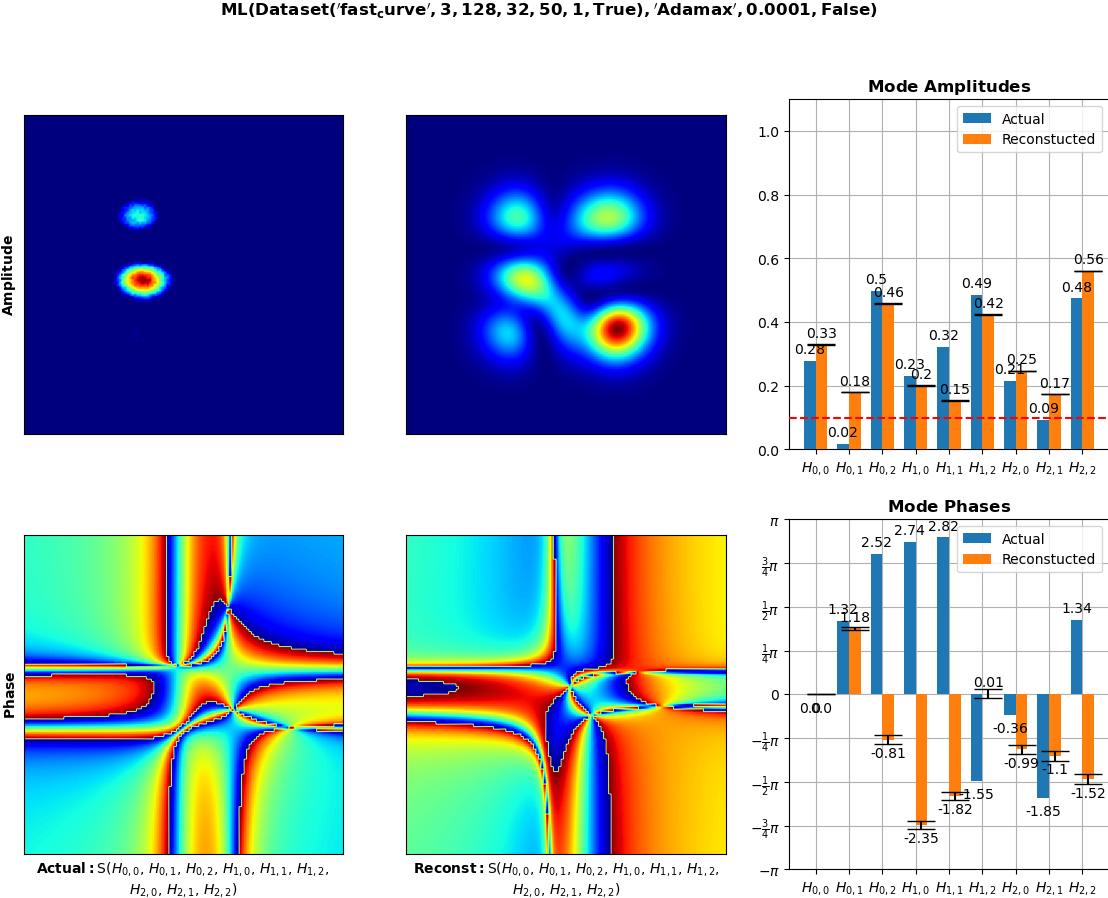 ML(Dataset('fast_curve', 3, 128, 32, 50, 1, True), 'Adamax', 0.0001, False)
Amplitude
Mode Amplitudes
Actual
Reconstucted
1.0
0.8
0.6
0.4
0.2
0.0
0.28
0.33
0.02
0.18
0.5
0.46
0.23
0.2
0.32
0.15
0.49
0.42
0.21
0.25
0.09
0.17
0.48
0.56
H0,0 H0,1 H0,2 H1,0 H1,1 H1,2 H2,0 H2,1 H2,2
Phase
Actual: S(H0,0, H0,1, H0,2, H1,0, H1,1, H1,2,
H2,0, H2,1, H2,2)
Reconst: S(H0,0, H0,1, H0,2, H1,0, H1,1, H1,2,
H2,0, H2,1, H2,2)
Mode Phases
Actual
Reconstucted
π
3/4π
1/2π
1/4π
0
−1/4π
−1/2π
−3/4π
−π
0.0
0.0
1.32
1.18
2.52
-0.81
2.74
-2.35
2.82
-1.82
-1.55
0.01
-0.36
-0.99
-1.85
-1.1
1.34
-1.52
H0,0 H0,1 H0,2 H1,0 H1,1 H1,2 H2,0 H2,1 H2,2